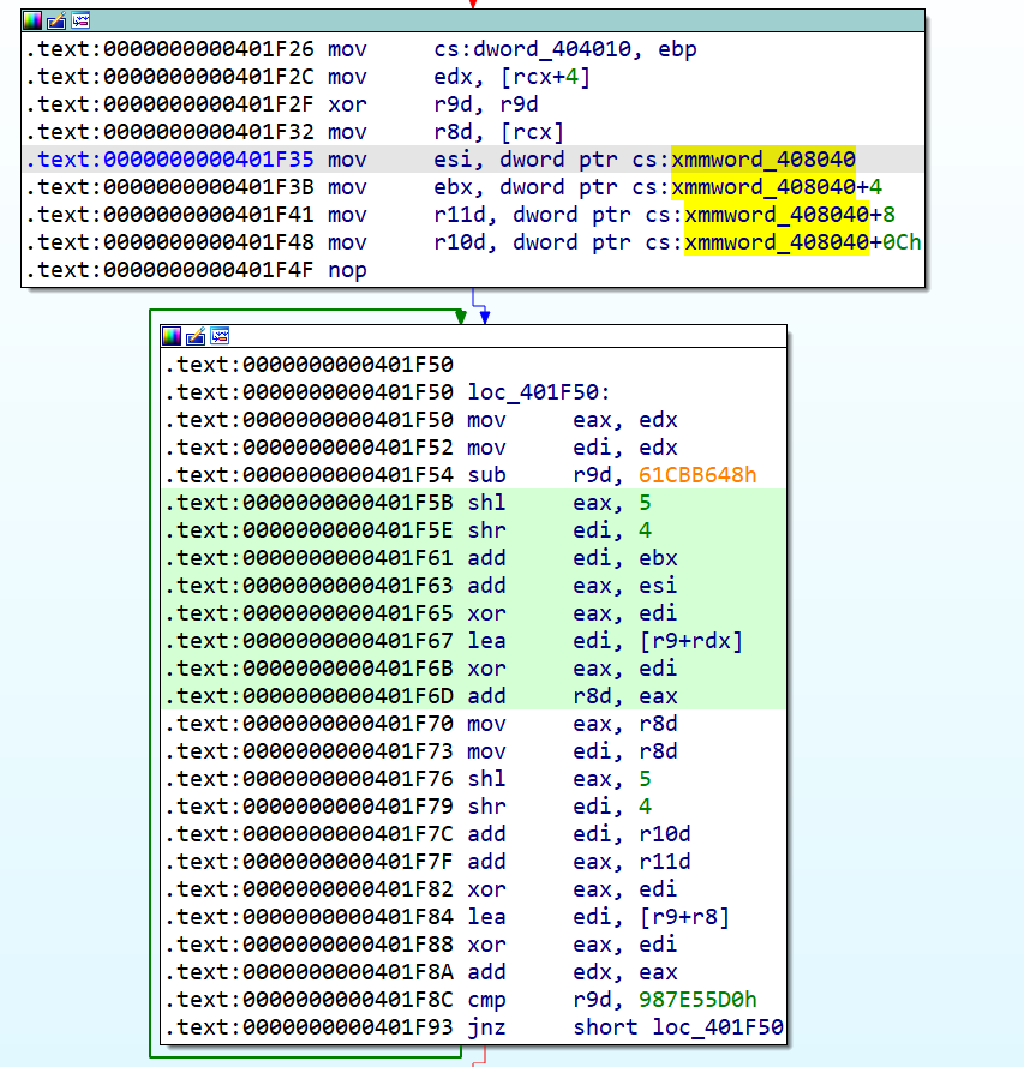 .text:0000000000401F26 mov cs:dword_404010, ebp
.text:0000000000401F2C mov edx, [rcx+4]
.text:0000000000401F2F xor r9d, r9d
.text:0000000000401F32 mov r8d, [rcx]
.text:0000000000401F35 mov esi, dword ptr cs:xmmword_408040
.text:0000000000401F3B mov ebx, dword ptr cs:xmmword_408040+4
.text:0000000000401F41 mov r11d, dword ptr cs:xmmword_408040+8
.text:0000000000401F48 mov r10d, dword ptr cs:xmmword_408040+0Ch
.text:0000000000401F4F nop
.text:0000000000401F50
.text:0000000000401F50 loc_401F50:
.text:0000000000401F50 mov eax, edx
.text:0000000000401F52 mov edi, edx
.text:0000000000401F54 sub r9d, 61CBB648h
.text:0000000000401F5B shl eax, 5
.text:0000000000401F5E shr edi, 4
.text:0000000000401F61 add edi, ebx
.text:0000000000401F63 add eax, esi
.text:0000000000401F65 xor eax, edi
.text:0000000000401F67 lea edi, [r9+rdx]
.text:0000000000401F6B xor eax, edi
.text:0000000000401F6D add r8d, eax
.text:0000000000401F70 mov eax, r8d
.text:0000000000401F73 mov edi, r8d
.text:0000000000401F76 shl eax, 5
.text:0000000000401F79 shr edi, 4
.text:0000000000401F7C add edi, r10d
.text:0000000000401F7F add eax, r11d
.text:0000000000401F82 xor eax, edi
.text:0000000000401F84 lea edi, [r9+r8]
.text:0000000000401F88 xor eax, edi
.text:0000000000401F8A add edx, eax
.text:0000000000401F8C cmp r9d, 987E55D0h
.text:0000000000401F93 jnz short loc_401F50